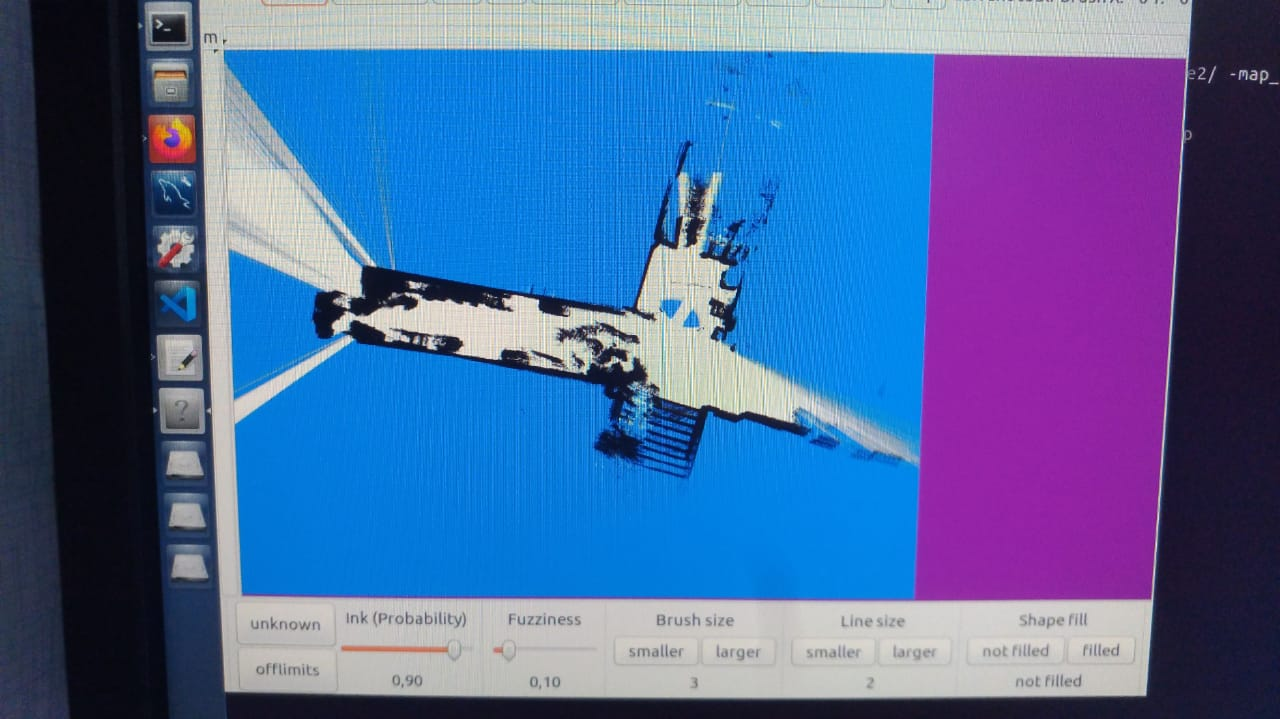 m
e2/ -map_
p
unknown
Ink (Probability)
Fuzziness
Brush size
Line size
Shape fill
smaller
larger
smaller
larger
not filled
filled
offlimits
0,90
0,10
3
2
not filled